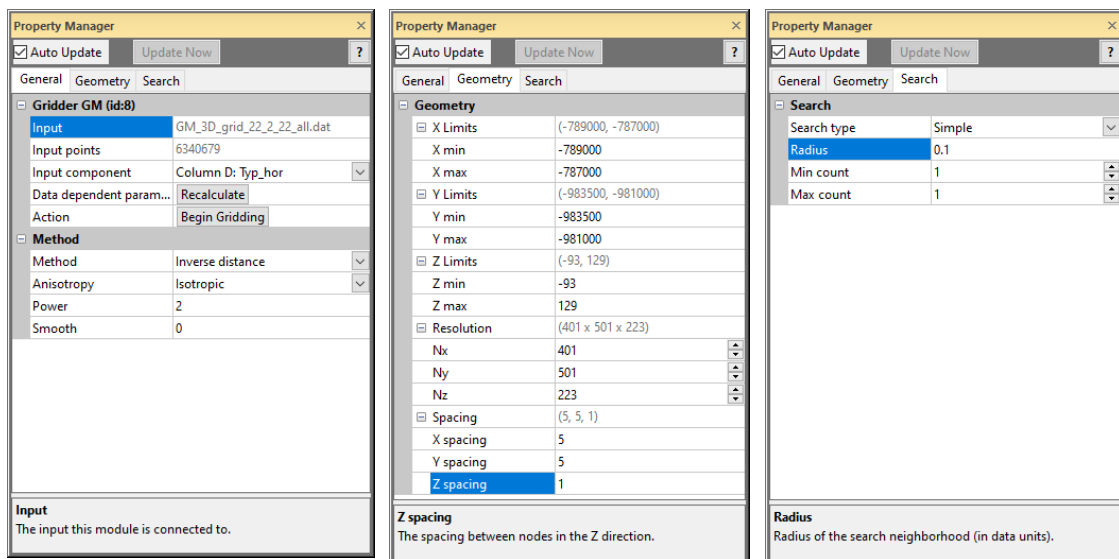 Property Manager ×
Auto Update Update Now ?
General Geometry Search
Gridder GM (id:8)
Input GM_3D_grid_22_2_22_all.dat
Input points 6340679
Input component Column D: Typ_hor
Data dependent param... Recalculate
Action Begin Gridding
Method
Method Inverse distance
Anisotropy Isotropic
Power 2
Smooth 0
Input
The input this module is connected to.
Property Manager ×
Auto Update Update Now ?
General Geometry Search
Geometry
X Limits (-789000, -787000)
X min -789000
X max -787000
Y Limits (-983500, -981000)
Y min -983500
Y max -981000
Z Limits (-93, 129)
Z min -93
Z max 129
Resolution (401 x 501 x 223)
Nx 401
Ny 501
Nz 223
Spacing (5, 5, 1)
X spacing 5
Y spacing 5
Z spacing 1
Z spacing
The spacing between nodes in the Z direction.
Property Manager ×
Auto Update Update Now ?
General Geometry Search
Search
Search type Simple
Radius 0.1
Min count 1
Max count 1
Radius
Radius of the search neighborhood (in data units).